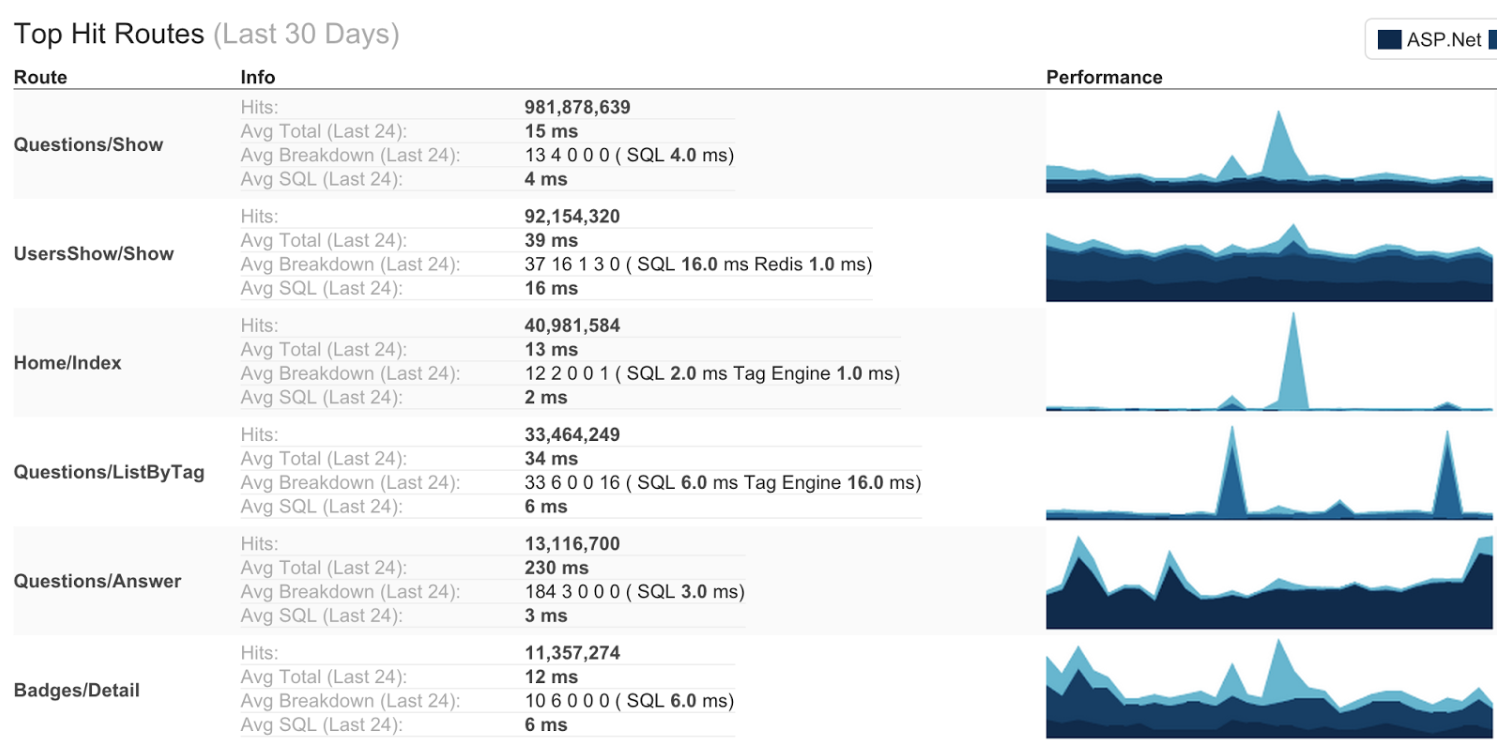 Top Hit Routes (Last 30 Days)
ASP.Net
Route Info Performance
Questions/Show
Hits: 981,878,639
Avg Total (Last 24): 15 ms
Avg Breakdown (Last 24): 13 4 0 0 0 ( SQL 4.0 ms)
Avg SQL (Last 24): 4 ms
UsersShow/Show
Hits: 92,154,320
Avg Total (Last 24): 39 ms
Avg Breakdown (Last 24): 37 16 1 3 0 ( SQL 16.0 ms Redis 1.0 ms)
Avg SQL (Last 24): 16 ms
Home/Index
Hits: 40,981,584
Avg Total (Last 24): 13 ms
Avg Breakdown (Last 24): 12 2 0 0 1 ( SQL 2.0 ms Tag Engine 1.0 ms)
Avg SQL (Last 24): 2 ms
Questions/ListByTag
Hits: 33,464,249
Avg Total (Last 24): 34 ms
Avg Breakdown (Last 24): 33 6 0 0 16 ( SQL 6.0 ms Tag Engine 16.0 ms)
Avg SQL (Last 24): 6 ms
Questions/Answer
Hits: 13,116,700
Avg Total (Last 24): 230 ms
Avg Breakdown (Last 24): 184 3 0 0 0 ( SQL 3.0 ms)
Avg SQL (Last 24): 3 ms
Badges/Detail
Hits: 11,357,274
Avg Total (Last 24): 12 ms
Avg Breakdown (Last 24): 10 6 0 0 0 ( SQL 6.0 ms)
Avg SQL (Last 24): 6 ms